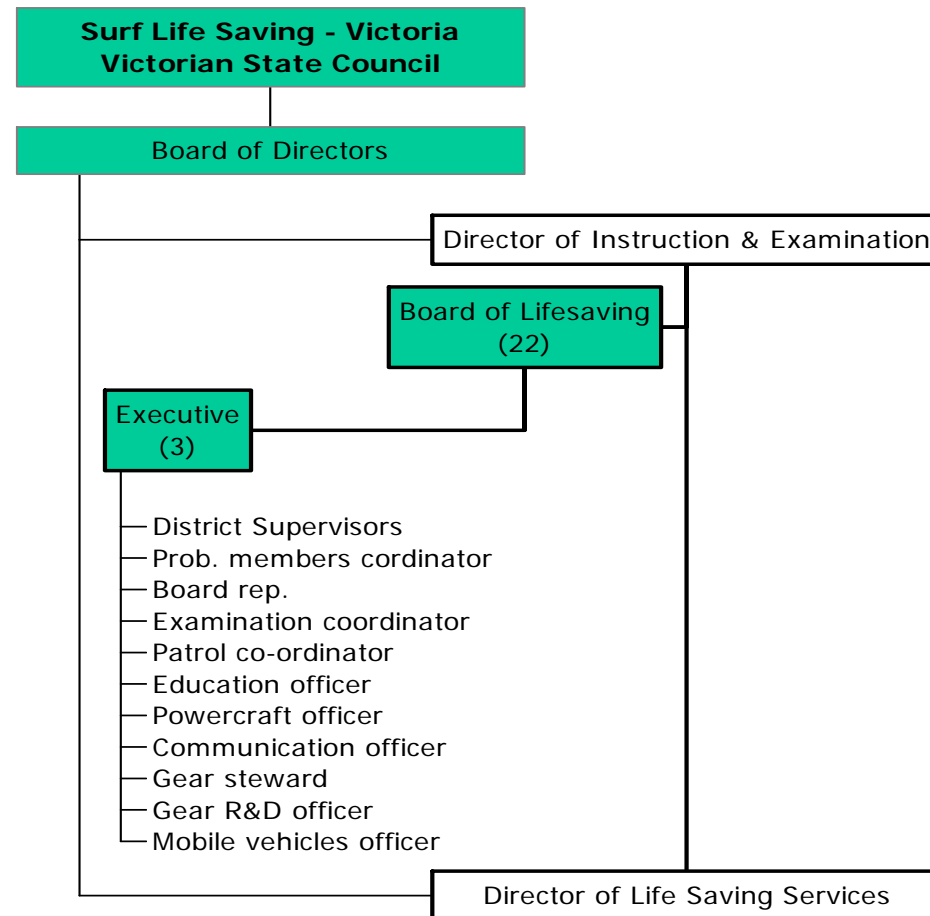 Surf Life Saving - Victoria
Victorian State Council
Board of Directors
Director of Instruction & Examination
Board of Lifesaving
(22)
Executive
(3)
District Supervisors
Prob. members cordinator
Board rep.
Examination coordinator
Patrol co-ordinator
Education officer
Powercraft officer
Communication officer
Gear steward
Gear R&D officer
Mobile vehicles officer
Director of Life Saving Services